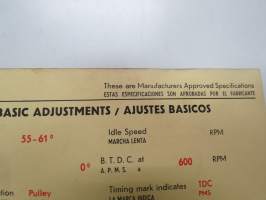 These are Manufacturers Approved Specifications
ESTAS ESPECIFICACIONES SON APROBADAS POR EL FABRICANTE
BASIC ADJUSTMENTS / AJUSTES BASICOS
55-61° Idle Speed RPM
MARCHA LENTA
0° B.T.D.C. at 600 RPM
A.P.M.S. a
Pulley Timing mark indicates TDC
LA MARCA INDICA PMS